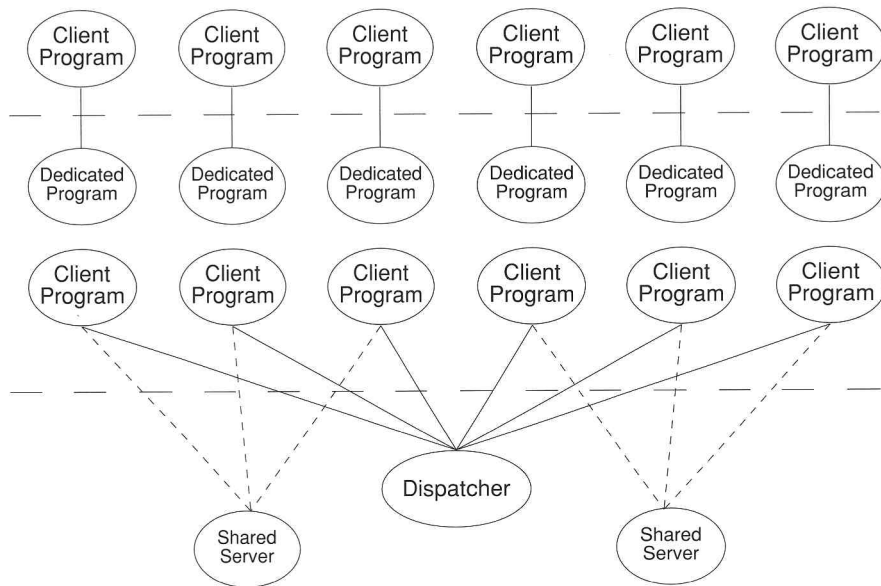 Client
Program
Client
Program
Client
Program
Client
Program
Client
Program
Client
Program
Dedicated
Program
Dedicated
Program
Dedicated
Program
Dedicated
Program
Dedicated
Program
Dedicated
Program
Client
Program
Client
Program
Client
Program
Client
Program
Client
Program
Client
Program
Dispatcher
Shared
Server
Shared
Server